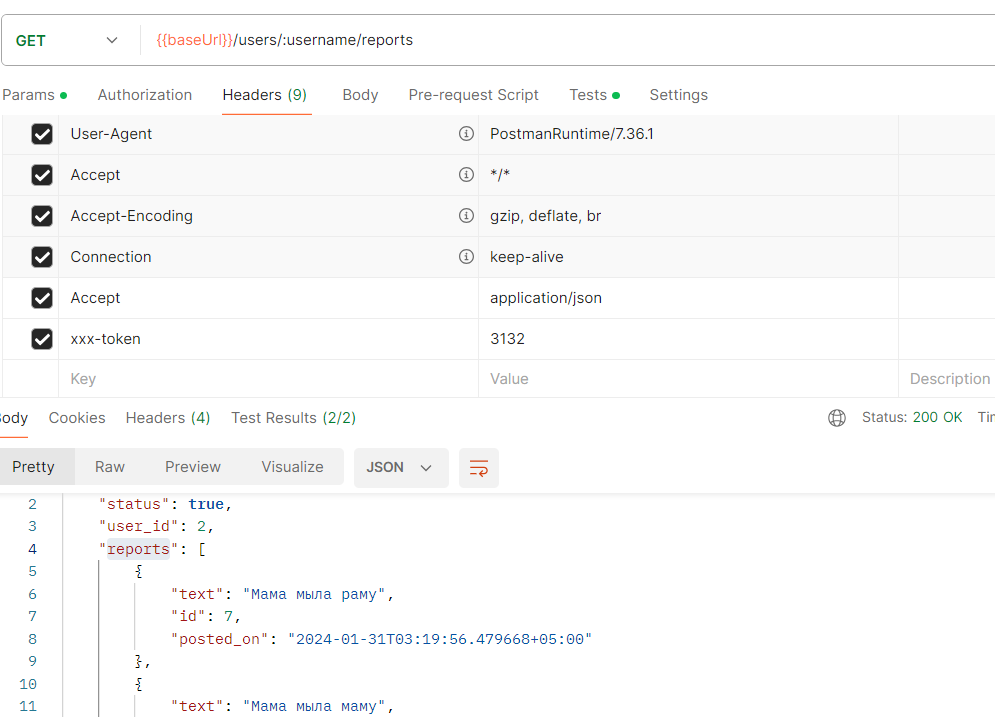 GET {{baseUrl}}/users/:username/reports
Params Authorization Headers (9) Body Pre-request Script Tests Settings
User-Agent PostmanRuntime/7.36.1
Accept */*
Accept-Encoding gzip, deflate, br
Connection keep-alive
Accept application/json
xxx-token 3132
Key Value Description
ody Cookies Headers (4) Test Results (2/2) Status: 200 OK Tim
Pretty Raw Preview Visualize JSON
2 "status": true,
3 "user_id": 2,
4 "reports": [
5 {
6 "text": "Мама мыла раму",
7 "id": 7,
8 "posted_on": "2024-01-31T03:19:56.479668+05:00"
9 },
10 {
11 "text": "Мама мыла маму",